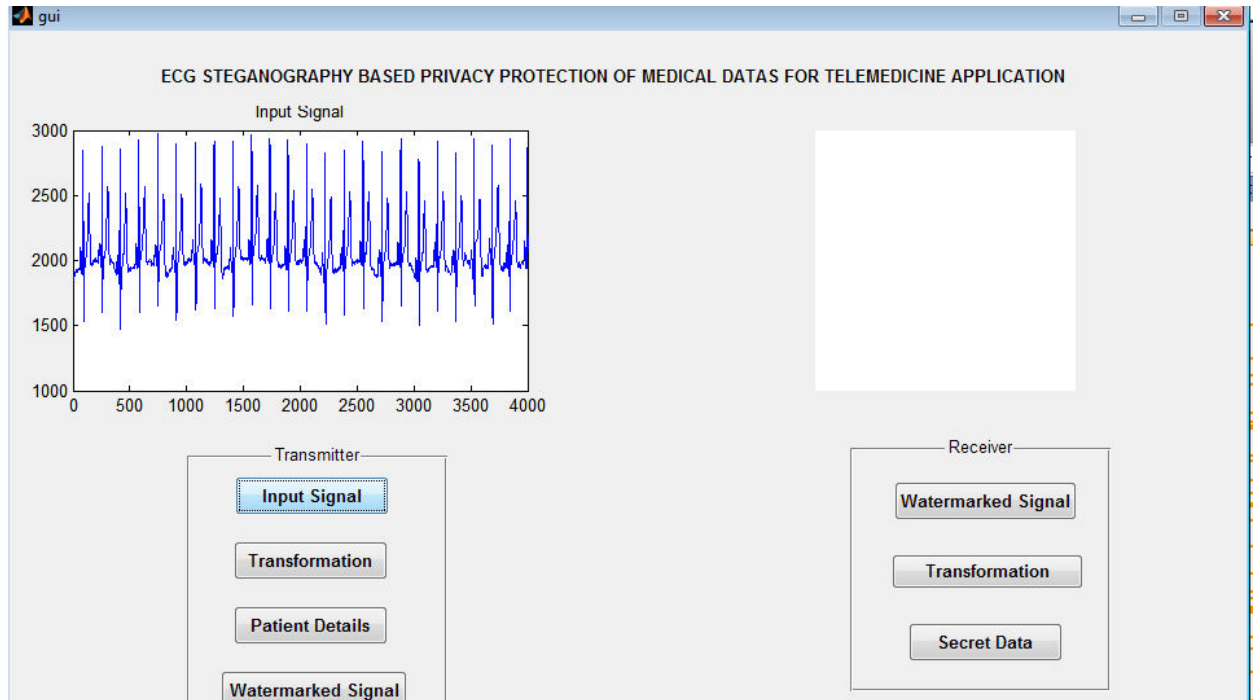 gui
ECG STEGANOGRAPHY BASED PRIVACY PROTECTION OF MEDICAL DATAS FOR TELEMEDICINE APPLICATION
Input Signal
3000
2500
2000
1500
1000
0 500 1000 1500 2000 2500 3000 3500 4000
Transmitter
Input Signal
Transformation
Patient Details
Watermarked Signal
Receiver
Watermarked Signal
Transformation
Secret Data